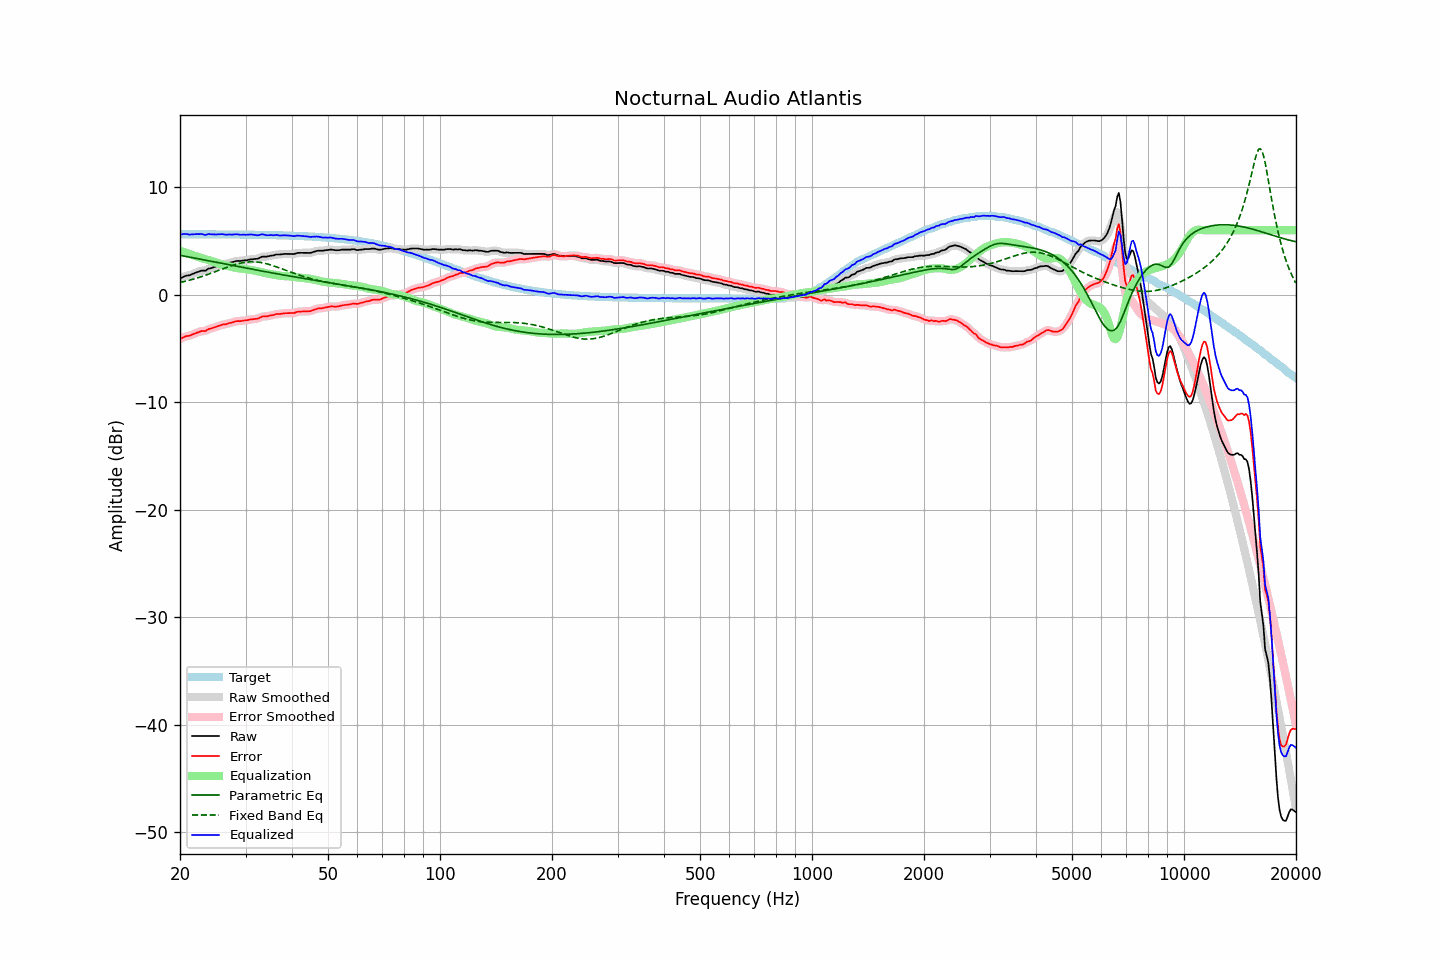 NocturnaL Audio Atlantis
Amplitude (dBr)
10
0
−10
−20
−30
−40
−50
Target
Raw Smoothed
Error Smoothed
Raw
Error
Equalization
Parametric Eq
Fixed Band Eq
Equalized
20 50 100 200 500 1000 2000 5000 10000 20000
Frequency (Hz)